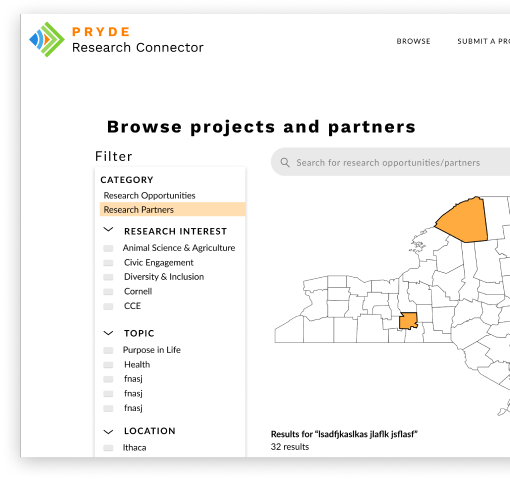 PRYDE
Research Connector
BROWSE
SUBMIT A PRO
Browse projects and partners
Filter
Search for research opportunities/partners
CATEGORY
Research Opportunities
Research Partners
RESEARCH INTEREST
Animal Science & Agriculture
Civic Engagement
Diversity & Inclusion
Cornell
CCE
TOPIC
Purpose in Life
Health
fnasj
fnasj
fnasj
LOCATION
Ithaca
Results for “lsadfjkaslkas jlaflk jsflasf”
32 results